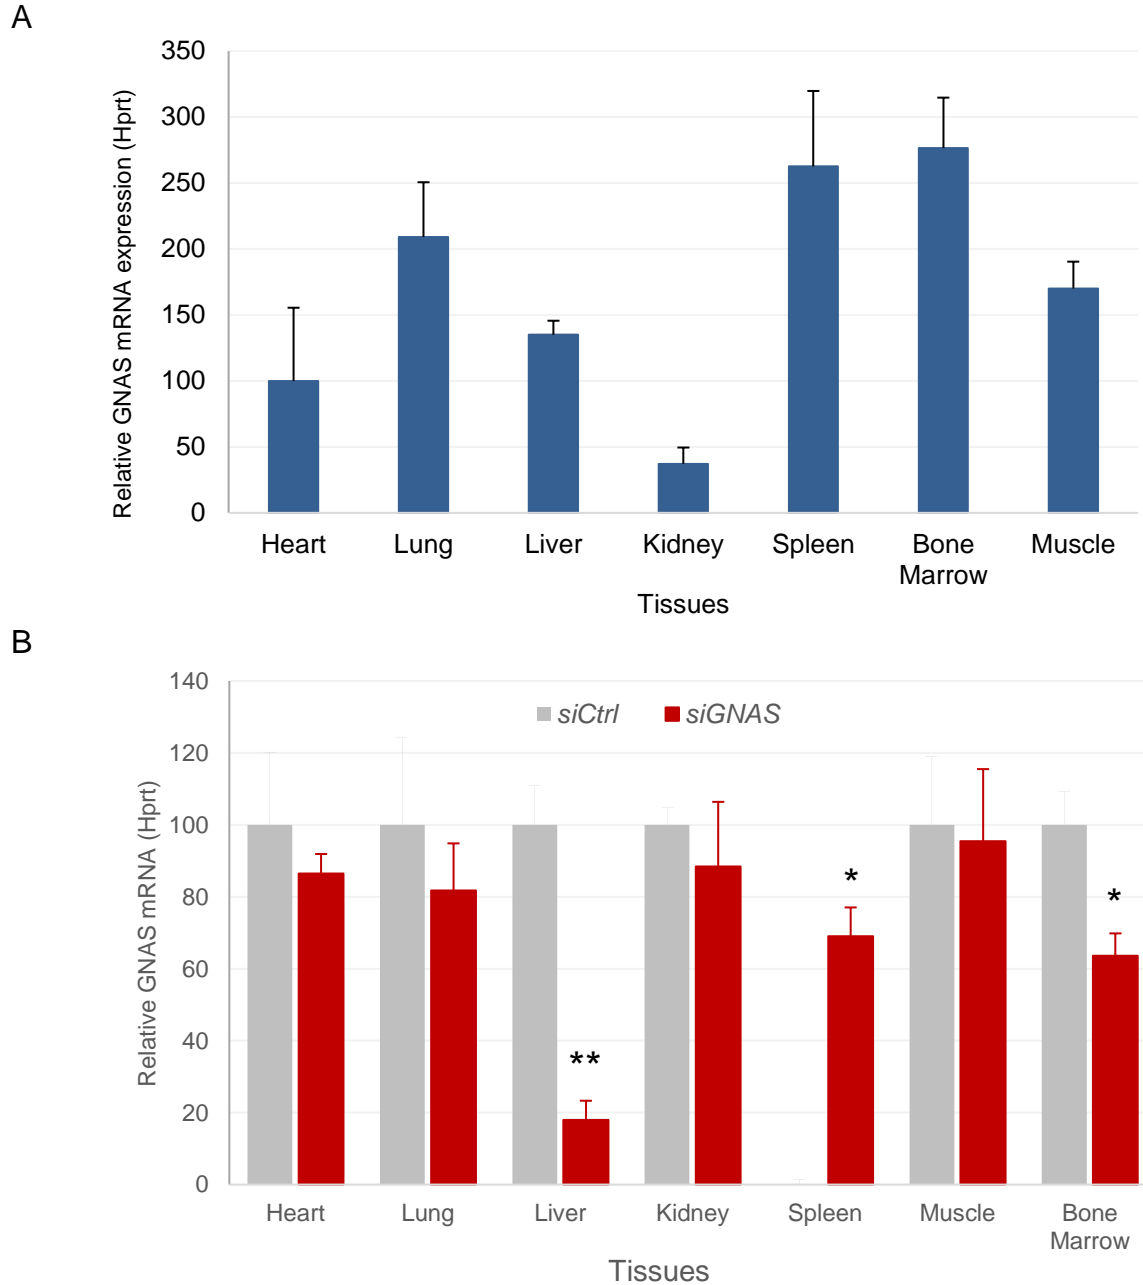 A
350
300
250
200
150
100
50
0
Relative GNAS mRNA expression (Hprt)
Heart Lung Liver Kidney Spleen Bone Marrow Muscle
Tissues
B
140
120
100
80
60
40
20
0
Relative GNAS mRNA (Hprt)
siCtrl siGNAS
**
*
*
Heart Lung Liver Kidney Spleen Muscle Bone Marrow
Tissues